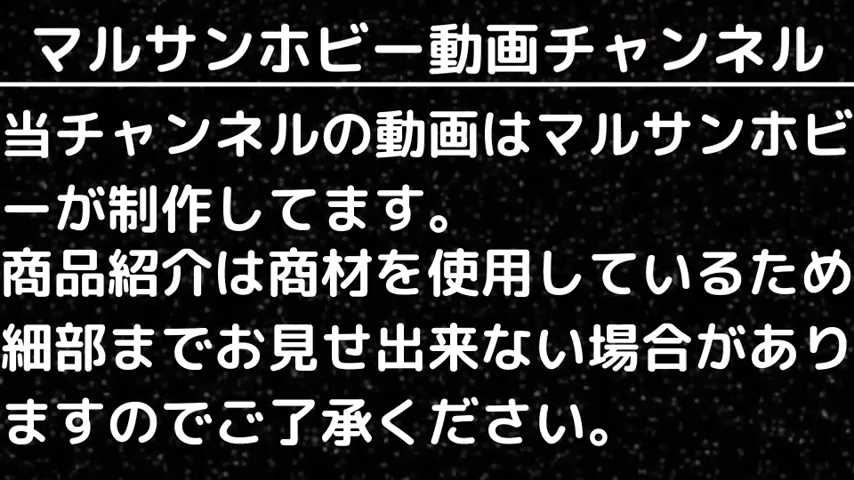 マルサンホビー動画チャンネル
当チャンネルの動画はマルサンホビ
ーが制作してます。
商品紹介は商材を使用しているため
細部までお見せ出来ない場合があり
ますのでご了承ください。